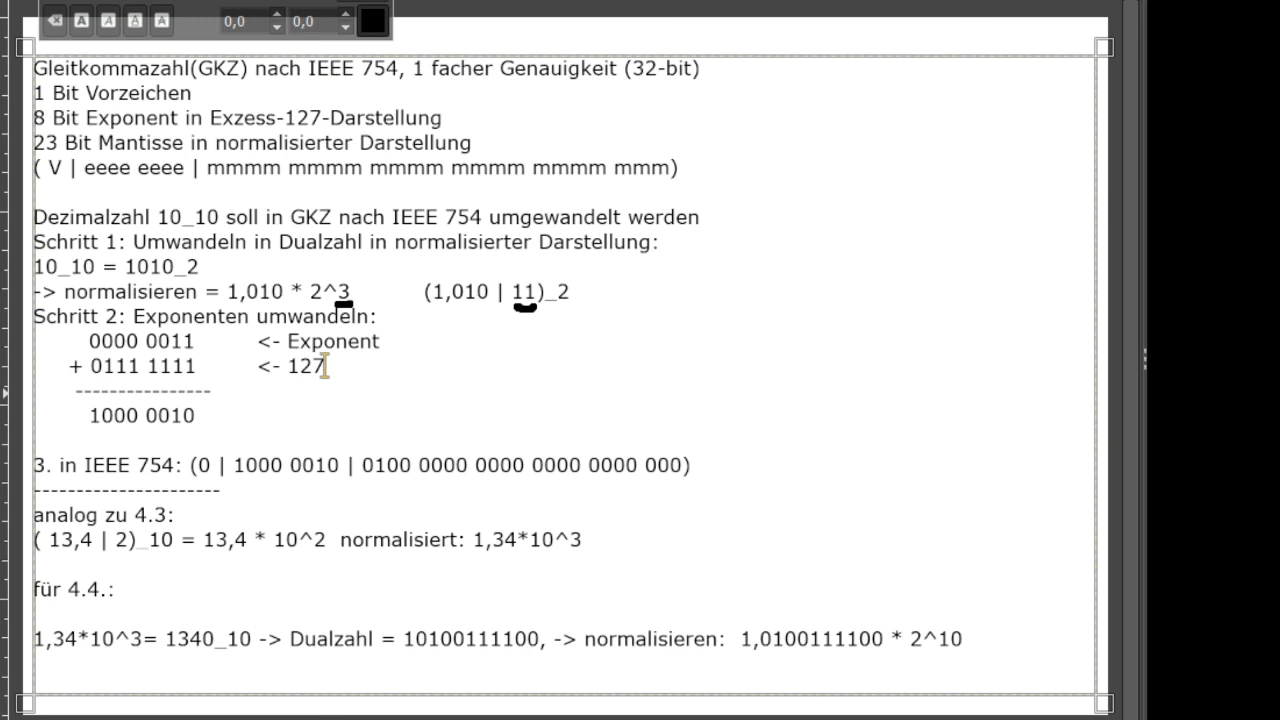 A A A A 0,0 0,0
Gleitkommazahl(GKZ) nach IEEE 754, 1 facher Genauigkeit (32-bit)
1 Bit Vorzeichen
8 Bit Exponent in Exzess-127-Darstellung
23 Bit Mantisse in normalisierter Darstellung
( V | eeee eeee | mmmm mmmm mmmm mmmm mmmm mmm)
Dezimalzahl 10_10 soll in GKZ nach IEEE 754 umgewandelt werden
Schritt 1: Umwandeln in Dualzahl in normalisierter Darstellung:
10_10 = 1010_2
-> normalisieren = 1,010 * 2^3 (1,010 | 11)_2
Schritt 2: Exponenten umwandeln:
0000 0011 <- Exponent
+ 0111 1111 <- 127
----------------
1000 0010
3. in IEEE 754: (0 | 1000 0010 | 0100 0000 0000 0000 0000 000)
----------------------
analog zu 4.3:
( 13,4 | 2)_10 = 13,4 * 10^2 normalisiert: 1,34*10^3
für 4.4.:
1,34*10^3= 1340_10 -> Dualzahl = 10100111100, -> normalisieren: 1,0100111100 * 2^10